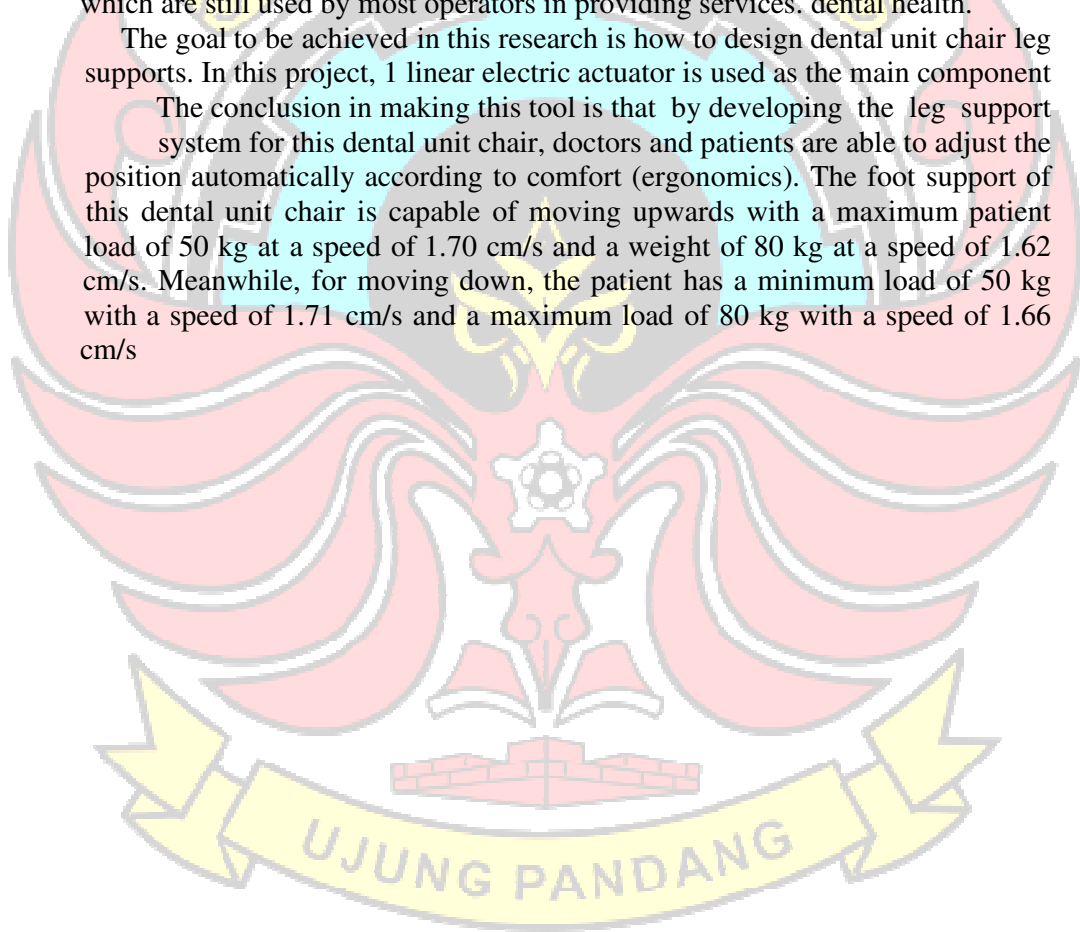 which are still used by most operators in providing services. dental health.
The goal to be achieved in this research is how to design dental unit chair leg
supports. In this project, 1 linear electric actuator is used as the main component
The conclusion in making this tool is that by developing the leg support
system for this dental unit chair, doctors and patients are able to adjust the
position automatically according to comfort (ergonomics). The foot support of
this dental unit chair is capable of moving upwards with a maximum patient
load of 50 kg at a speed of 1.70 cm/s and a weight of 80 kg at a speed of 1.62
cm/s. Meanwhile, for moving down, the patient has a minimum load of 50 kg
with a speed of 1.71 cm/s and a maximum load of 80 kg with a speed of 1.66
cm/s
UJUNG PANDANG